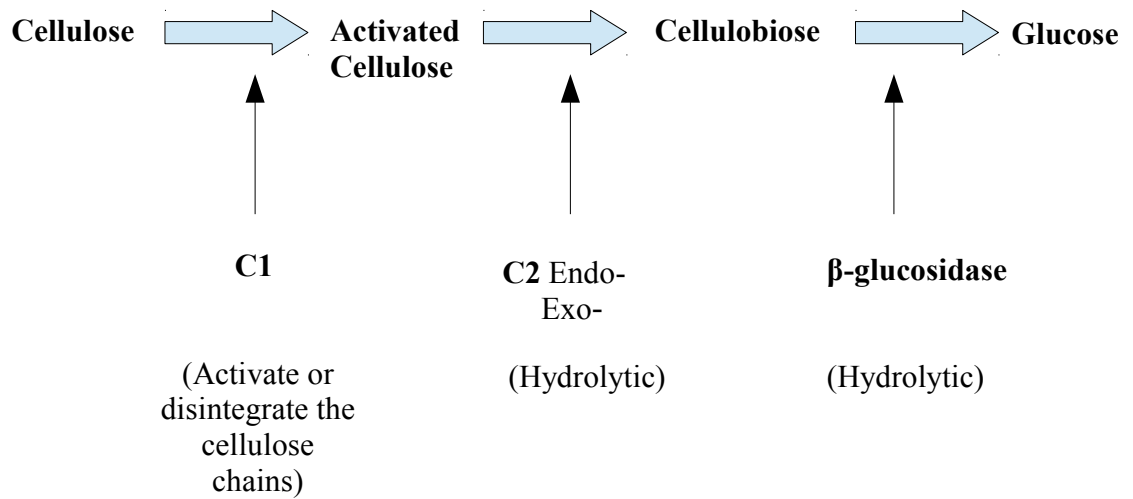 Cellulose
Activated
Cellulose
Cellulobiose
Glucose
C1
C2 Endo-
Exo-
β-glucosidase
(Activate or
disintegrate the
cellulose
chains)
(Hydrolytic)
(Hydrolytic)